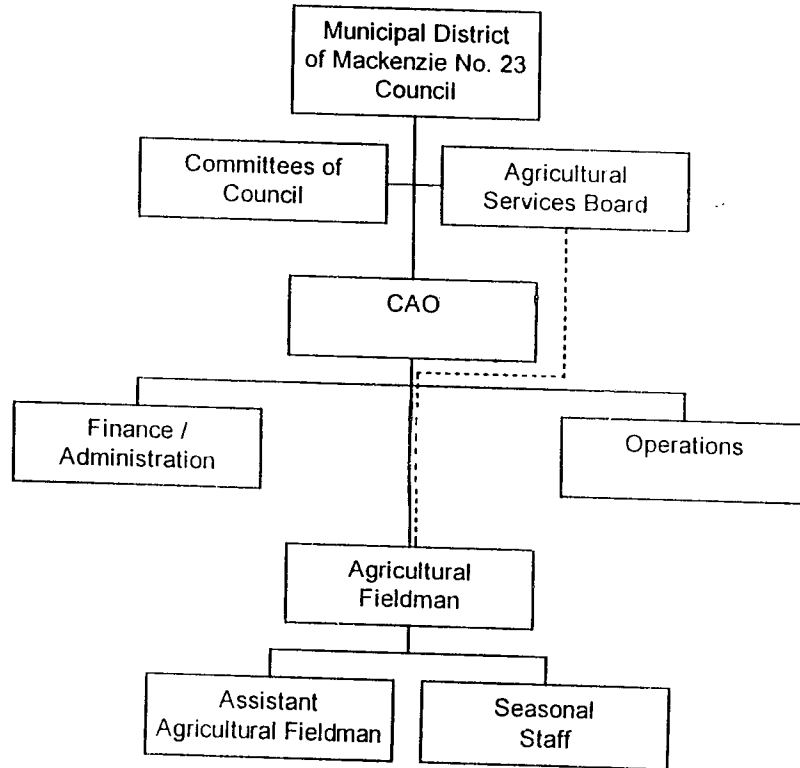 Municipal District
of Mackenzie No. 23
Council
Committees of
Council
Agricultural
Services Board
CAO
Finance /
Administration
Operations
Agricultural
Fieldman
Assistant
Agricultural Fieldman
Seasonal
Staff